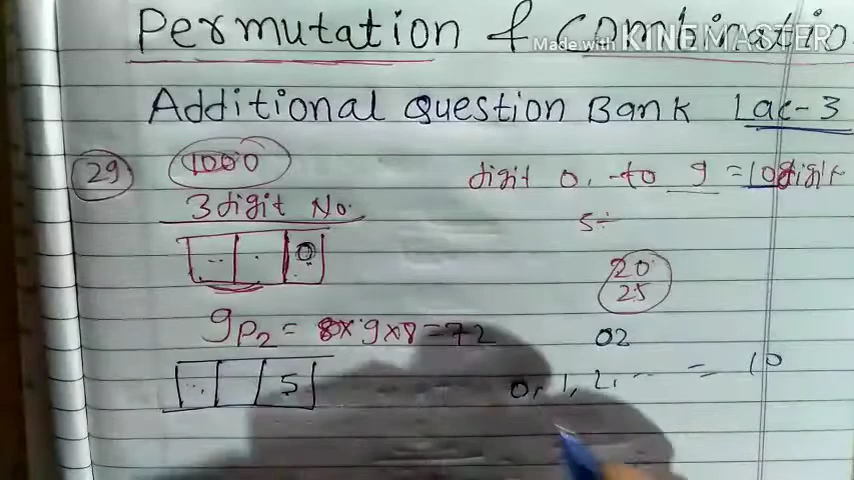 Permutation & Combinatio
Made with KINEMASTER
Additional Question Bank Lac-3
29 1000 digit 0, to 9 = 10 digit
3 digit No.
5÷
0
20
25
9P2 = 8×9×8=72 02
5 0, 1, 2, ... = 10